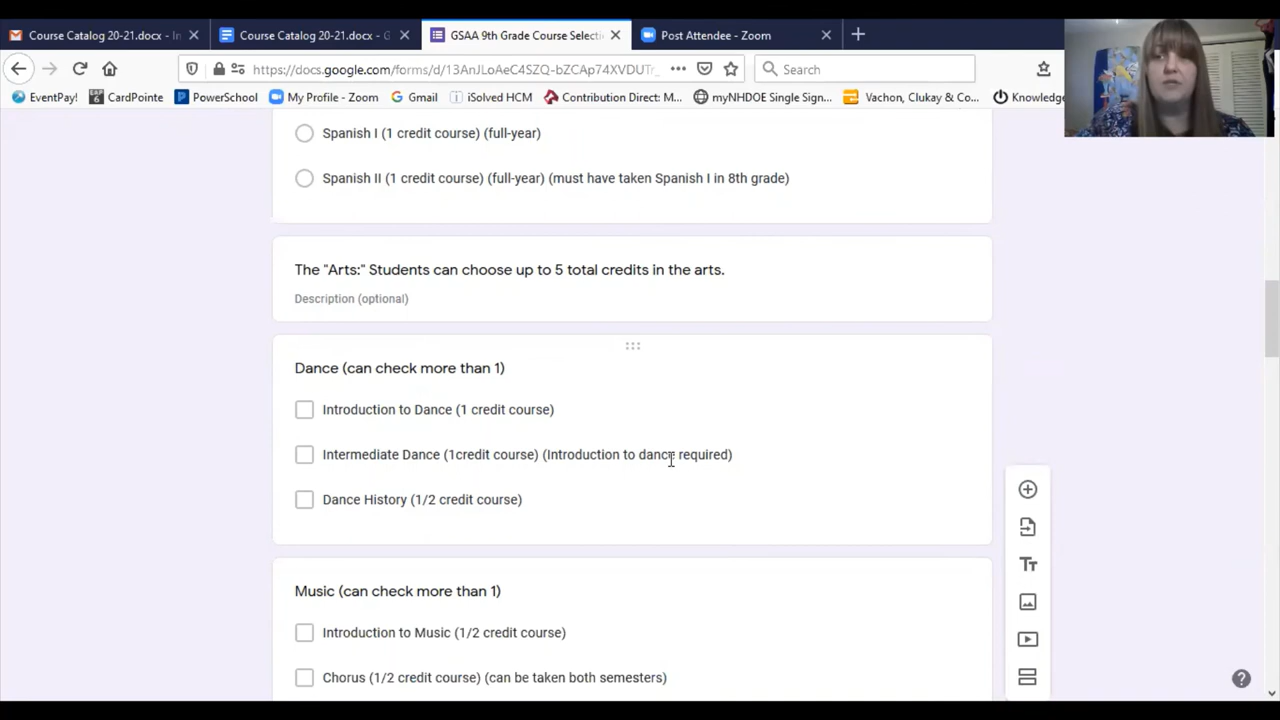 Course Catalog 20-21.docx - In
Course Catalog 20-21.docx - G
GSAA 9th Grade Course Selecti
Post Attendee - Zoom
https://docs.google.com/forms/d/13AnJLoAeC4SZQ-bZCAp74XVDUTr
Search
EventPay!
CardPointe
PowerSchool
My Profile - Zoom
Gmail
iSolved HCM
Contribution Direct: M...
myNHDOE Single Sign...
Vachon, Clukay & Co...
Knowledge
Spanish I (1 credit course) (full-year)
Spanish II (1 credit course) (full-year) (must have taken Spanish I in 8th grade)
The "Arts:" Students can choose up to 5 total credits in the arts.
Description (optional)
Dance (can check more than 1)
Introduction to Dance (1 credit course)
Intermediate Dance (1credit course) (Introduction to dance required)
Dance History (1/2 credit course)
Music (can check more than 1)
Introduction to Music (1/2 credit course)
Chorus (1/2 credit course) (can be taken both semesters)